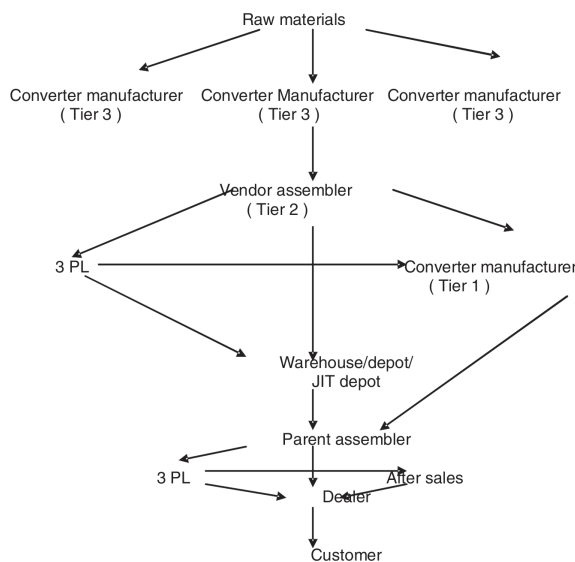 Raw materials
Converter manufacturer
( Tier 3 )
Converter Manufacturer
( Tier 3 )
Converter manufacturer
( Tier 3 )
Vendor assembler
( Tier 2 )
3 PL
Converter manufacturer
( Tier 1 )
Warehouse/depot/
JIT depot
Parent assembler
3 PL
After sales
Dealer
Customer